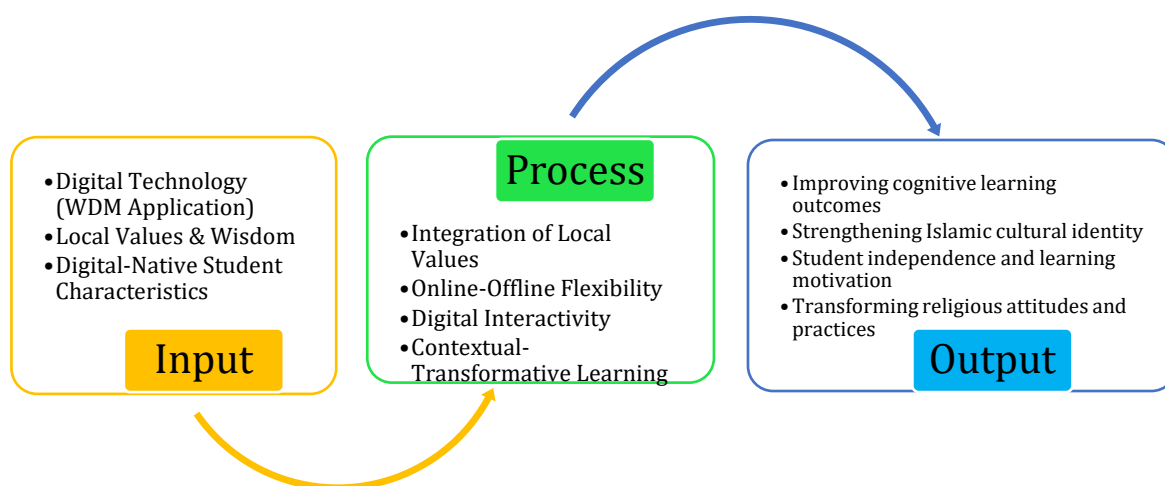 •Digital Technology
(WDM Application)
•Local Values & Wisdom
•Digital-Native Student
Characteristics
Input
Process
•Integration of Local
Values
•Online-Offline Flexibility
•Digital Interactivity
•Contextual-
Transformative Learning
•Improving cognitive learning
outcomes
•Strengthening Islamic cultural identity
•Student independence and learning
motivation
•Transforming religious attitudes and
practices
Output